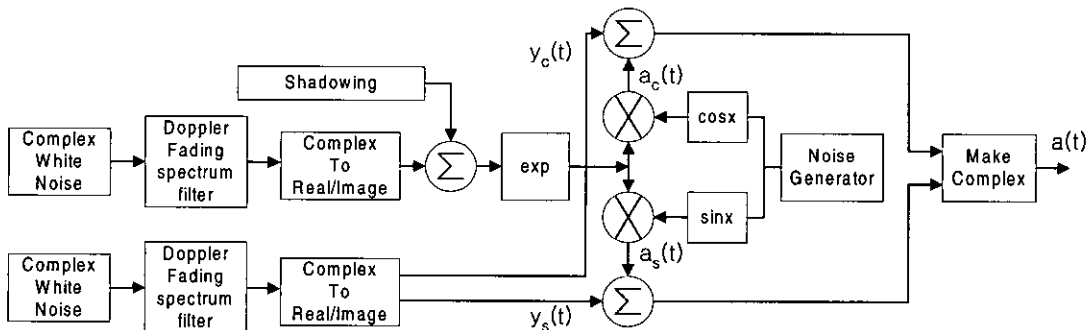 y_c(t)
Σ
Shadowing
a_c(t)
Complex
White
Noise
Doppler
Fading
spectrum
filter
Complex
To
Real/Image
Σ
exp
cosx
sinx
Noise
Generator
Make
Complex
a(t)
a_s(t)
Complex
White
Noise
Doppler
Fading
spectrum
filter
Complex
To
Real/Image
y_s(t)
Σ